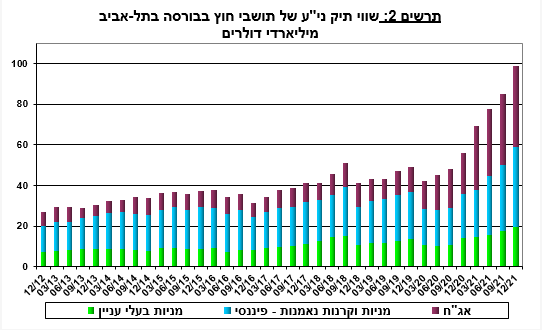 תרשים 2: שווי תיק ני"ע של תושבי חוץ בבורסה בתל-אביב
מיליארדי דולרים
100
80
60
40
20
0
12/12 03/13 06/13 09/13 12/13 03/14 06/14 09/14 12/14 03/15 06/15 09/15 12/15 03/16 06/16 09/16 12/16 03/17 06/17 09/17 12/17 03/18 06/18 09/18 12/18 03/19 06/19 09/19 12/19 03/20 06/20 09/20 12/20 03/21 06/21 09/21 12/21
אג"ח מניות וקרנות נאמנות - פיננסי מניות בעלי עניין